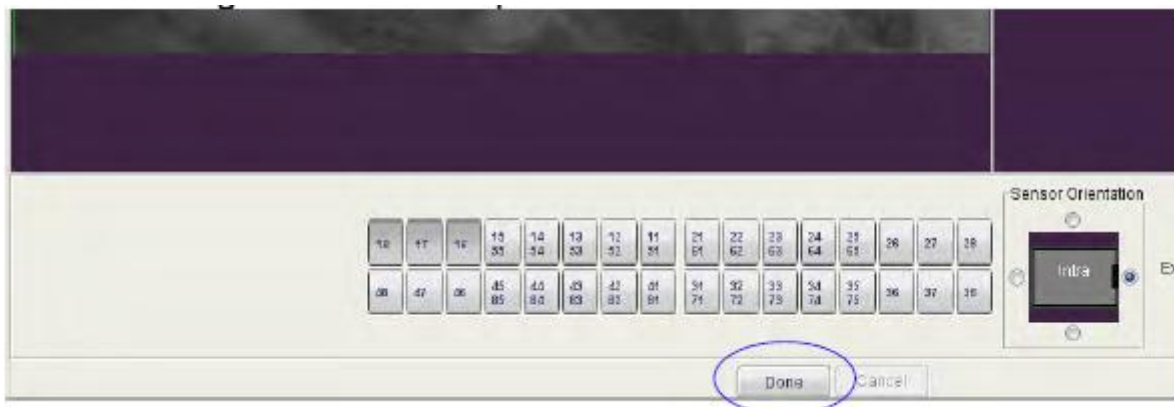 Sensor Orientation
18 17 16 15 14 13 12 11 21 22 23 24 25 26 27 28
55 54 53 52 51 61 62 63 64 65
Intra
Ex
48 47 46 45 44 43 42 41 31 32 33 34 35 36 37 38
85 84 83 82 81 71 72 73 74 75
Done Cancel